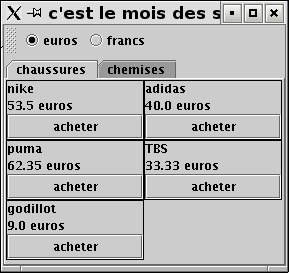 c'est le mois des s
euros francs
chaussures chemises
nike adidas
53.5 euros 40.0 euros
acheter acheter
puma TBS
62.35 euros 33.33 euros
acheter acheter
godillot
9.0 euros
acheter